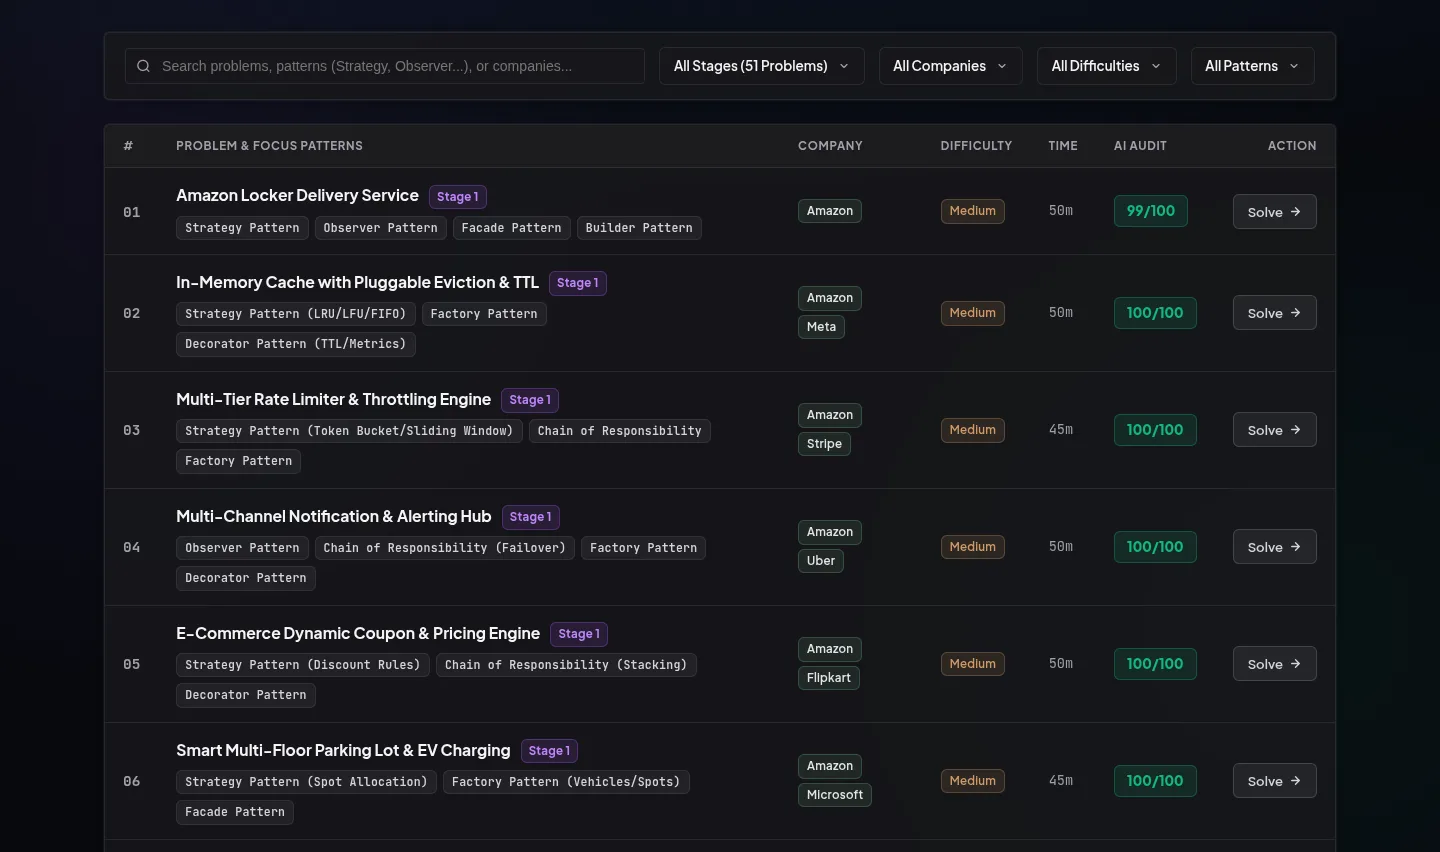 Search problems, patterns (Strategy, Observer...), or companies... All Stages (51 Problems) All Companies All Difficulties All Patterns
# PROBLEM & FOCUS PATTERNS COMPANY DIFFICULTY TIME AI AUDIT ACTION
01 Amazon Locker Delivery Service Stage 1
Strategy Pattern Observer Pattern Facade Pattern Builder Pattern
Amazon Medium 50m 99/100 Solve →
02 In-Memory Cache with Pluggable Eviction & TTL Stage 1
Strategy Pattern (LRU/LFU/FIFO) Factory Pattern
Decorator Pattern (TTL/Metrics)
Amazon
Meta
Medium 50m 100/100 Solve →
03 Multi-Tier Rate Limiter & Throttling Engine Stage 1
Strategy Pattern (Token Bucket/Sliding Window) Chain of Responsibility
Factory Pattern
Amazon
Stripe
Medium 45m 100/100 Solve →
04 Multi-Channel Notification & Alerting Hub Stage 1
Observer Pattern Chain of Responsibility (Failover) Factory Pattern
Decorator Pattern
Amazon
Uber
Medium 50m 100/100 Solve →
05 E-Commerce Dynamic Coupon & Pricing Engine Stage 1
Strategy Pattern (Discount Rules) Chain of Responsibility (Stacking)
Decorator Pattern
Amazon
Flipkart
Medium 50m 100/100 Solve →
06 Smart Multi-Floor Parking Lot & EV Charging Stage 1
Strategy Pattern (Spot Allocation) Factory Pattern (Vehicles/Spots)
Facade Pattern
Amazon
Microsoft
Medium 45m 100/100 Solve →